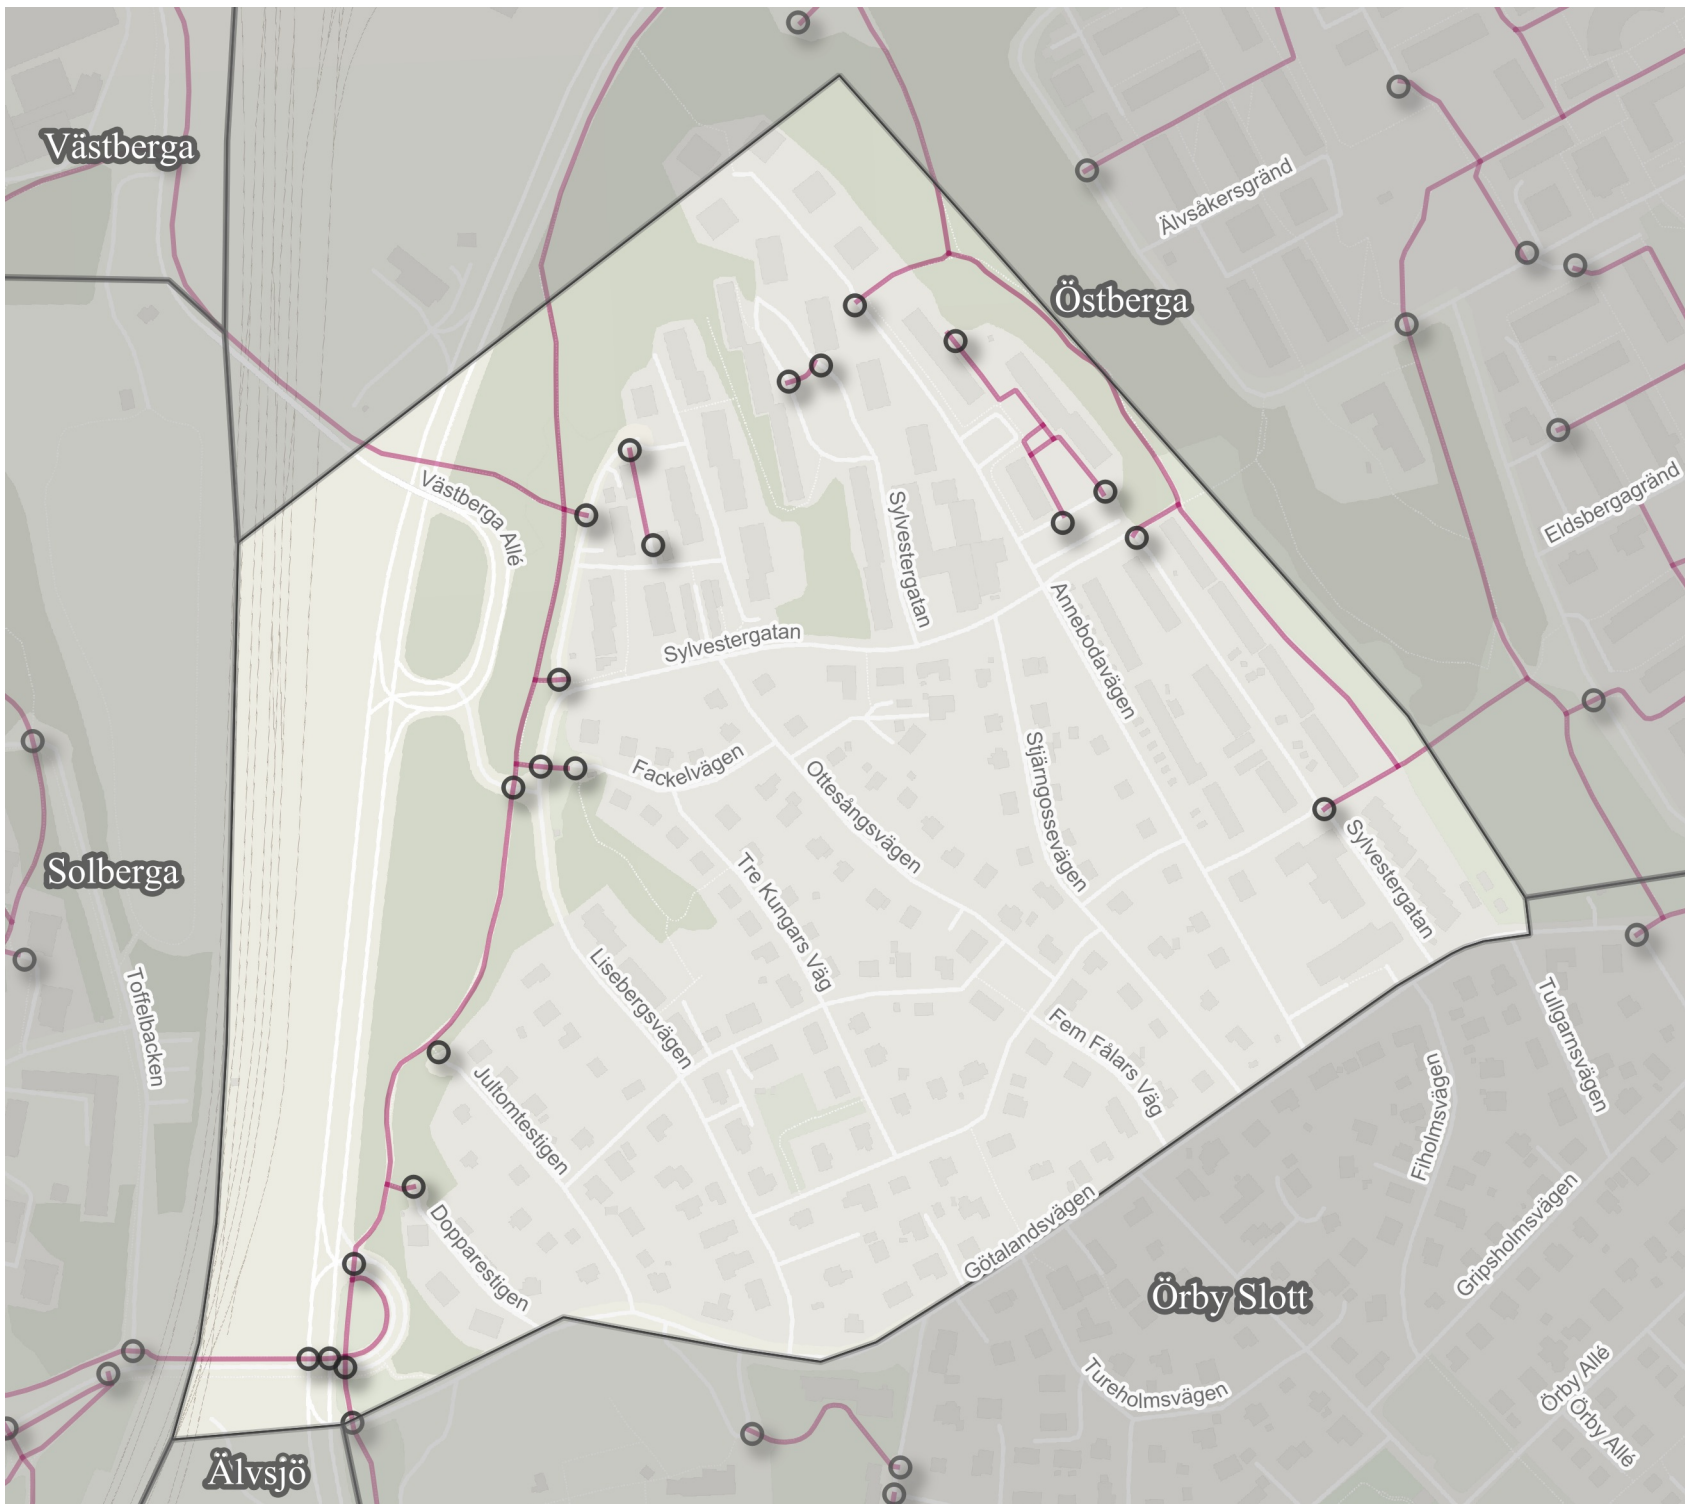 Västberga
Älvsåkersgränd
Östberga
Västberga Allé
Eldsbergagränd
Sylvestergatan
Annebodavägen
Sylvestergatan
Fackelvägen
Ottesångsvägen
Stjärngossevägen
Solberga
Tre Kungars Väg
Sylvestergatan
Lisebergsvägen
Toffelbacken
Fem Fålars Väg
Tullgarnsvägen
Jultomtestigen
Fiholmsvägen
Dopparestigen
Götalandsvägen
Gripsholmsvägen
Örby Slott
Tureholmsvägen
Örby Allé
Örby Allé
Älvsjö